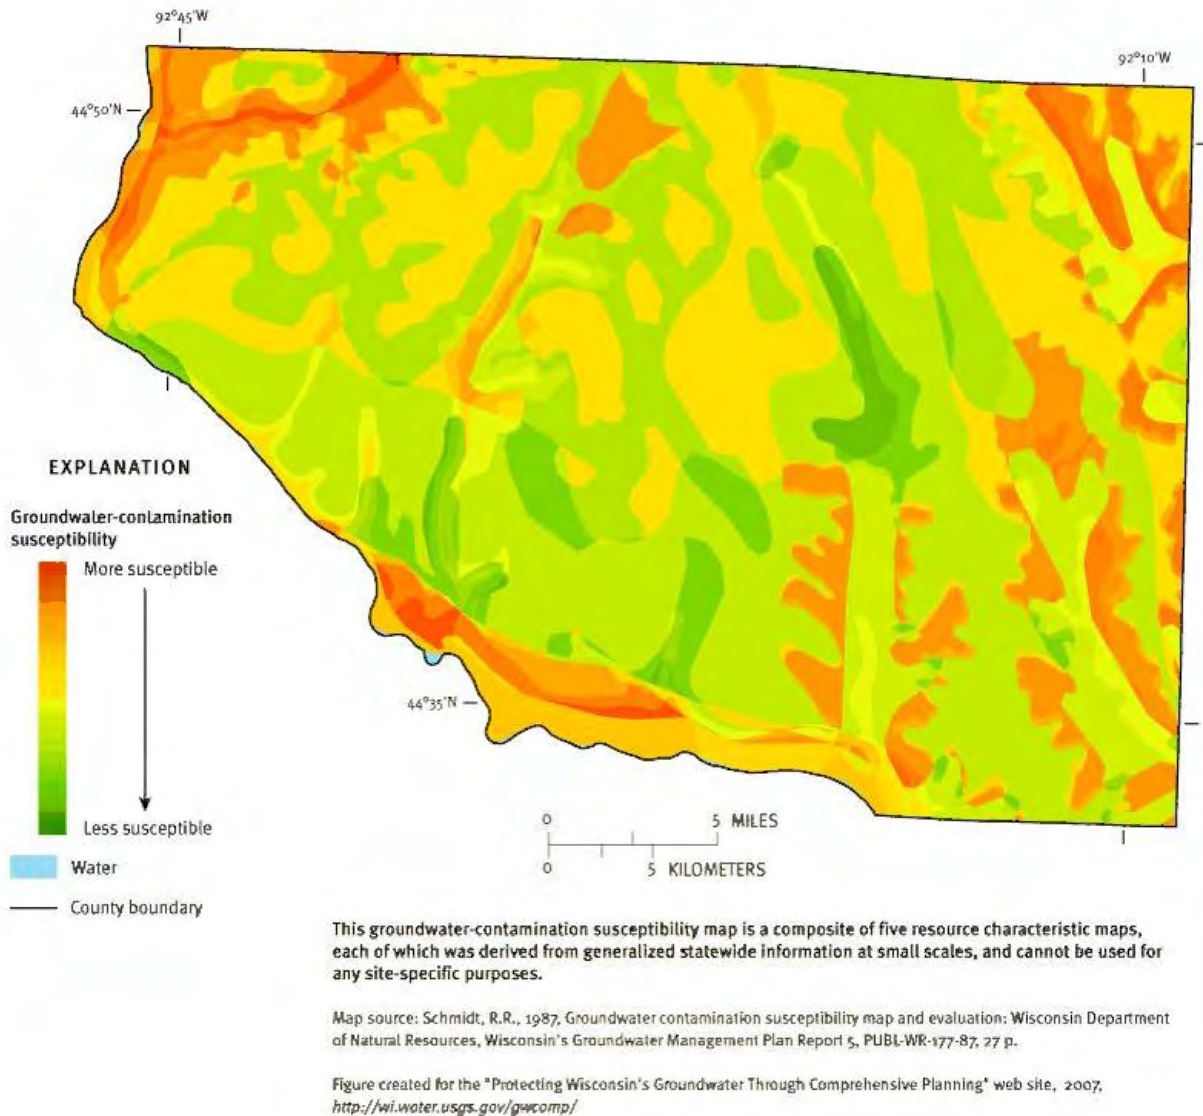 92°45'W
92°10'W
44°50'N
EXPLANATION
Groundwater-contamination
susceptibility
More susceptible
Less susceptible
Water
County boundary
44°35'N
0 5 MILES
0 5 KILOMETERS
This groundwater-contamination susceptibility map is a composite of five resource characteristic maps,
each of which was derived from generalized statewide information at small scales, and cannot be used for
any site-specific purposes.
Map source: Schmidt, R.R., 1987, Groundwater contamination susceptibility map and evaluation: Wisconsin Department
of Natural Resources, Wisconsin's Groundwater Management Plan Report 5, PUBL-WR-177-87, 27 p.
Figure created for the "Protecting Wisconsin's Groundwater Through Comprehensive Planning" web site, 2007,
http://wi.water.usgs.gov/gwcomp/